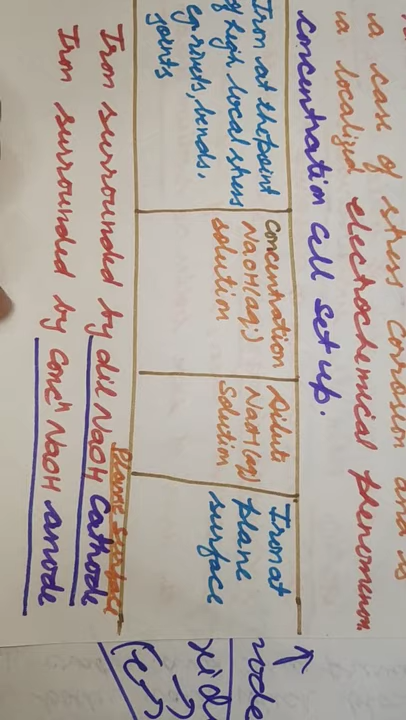 a case of stress corrosion and is
a localized electrochemical phenomenon
concentration cell set up.
Iron at the point
of high local stress
eg rivets, bends,
joints
concentration
NaOH(aq.)
solution
Dilute
NaOH(aq)
Solution
Iron at
plane
surface
Plane surface
Iron surrounded by dil NaOH Cathode
Iron surrounded by concⁿ NaOH anode